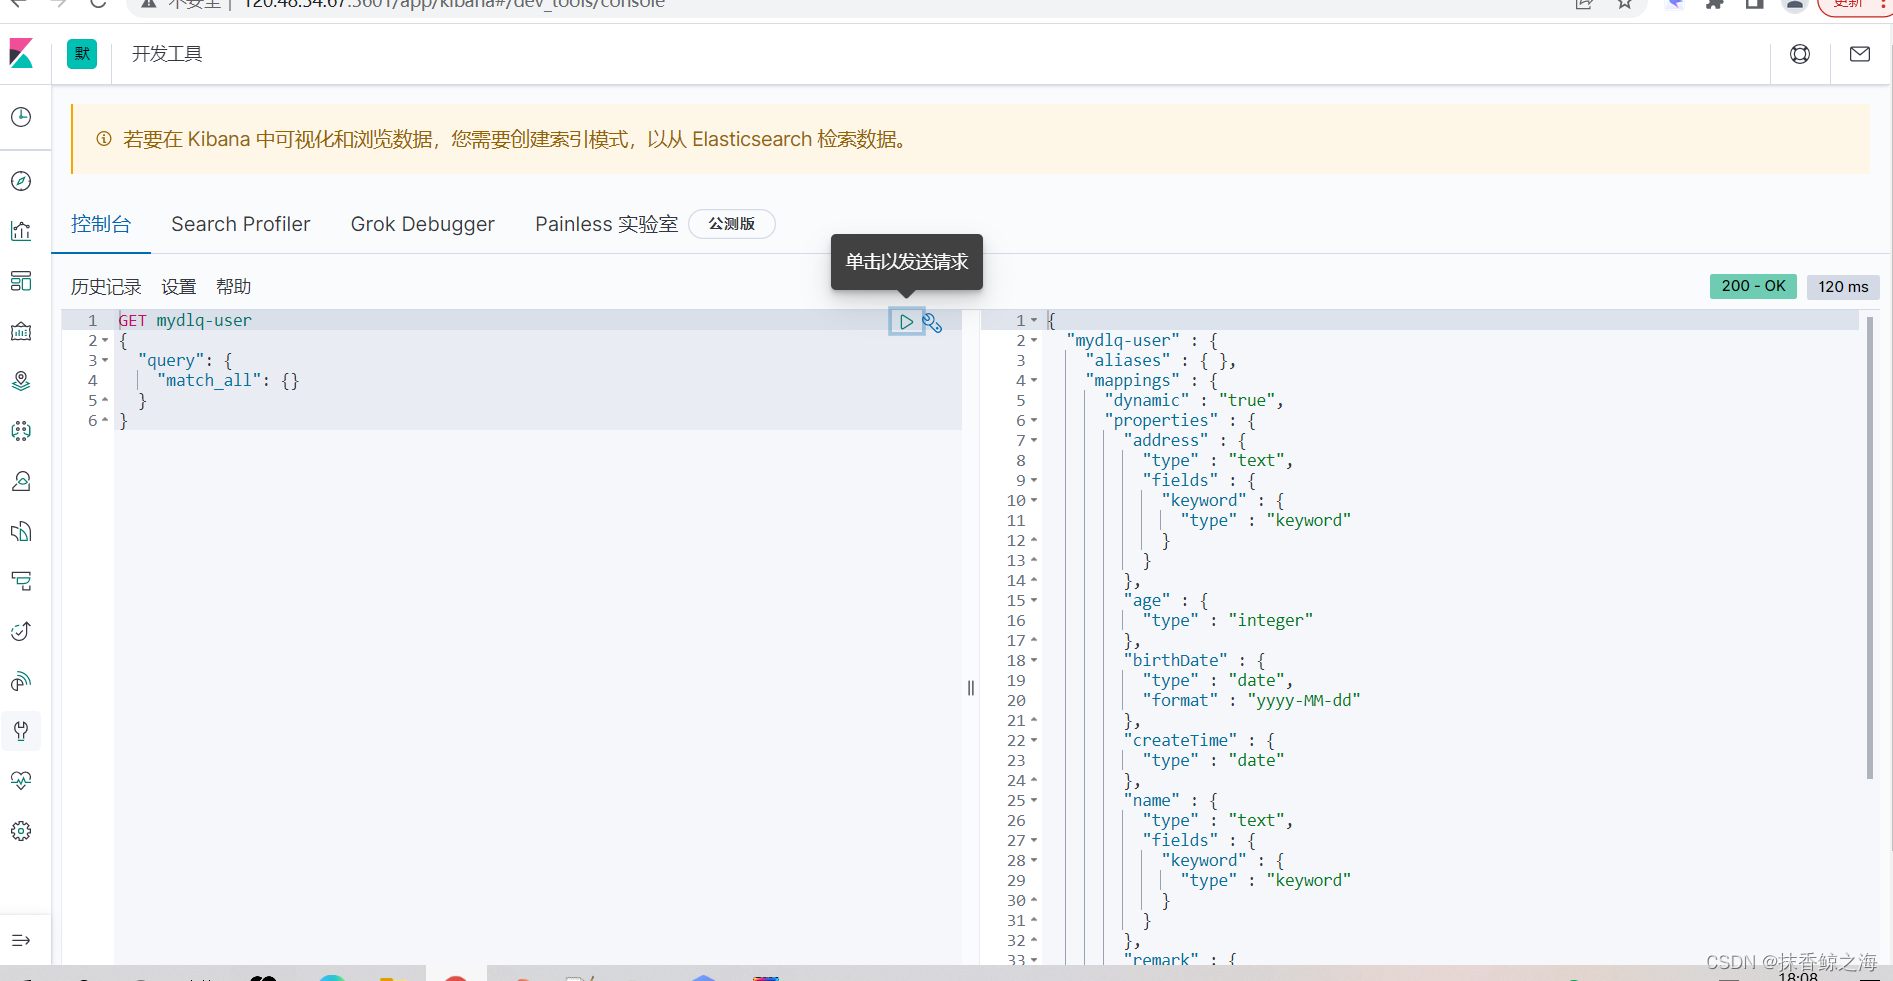 不安全 | 120.48.54.67:5601/app/kibana#/dev_tools/console
更新
默
开发工具
若要在 Kibana 中可视化和浏览数据，您需要创建索引模式，以从 Elasticsearch 检索数据。
控制台 Search Profiler Grok Debugger Painless 实验室 公测版
单击以发送请求
历史记录 设置 帮助
200 - OK 120 ms
1 GET mydlq-user
2 {
3 "query": {
4 "match_all": {}
5 }
6 }
1 {
2 "mydlq-user" : {
3 "aliases" : { },
4 "mappings" : {
5 "dynamic" : "true",
6 "properties" : {
7 "address" : {
8 "type" : "text",
9 "fields" : {
10 "keyword" : {
11 "type" : "keyword"
12 }
13 }
14 },
15 "age" : {
16 "type" : "integer"
17 },
18 "birthDate" : {
19 "type" : "date",
20 "format" : "yyyy-MM-dd"
21 },
22 "createTime" : {
23 "type" : "date"
24 },
25 "name" : {
26 "type" : "text",
27 "fields" : {
28 "keyword" : {
29 "type" : "keyword"
30 }
31 }
32 },
33 "remark" : {
CSDN @抹香鲸之海
18:08